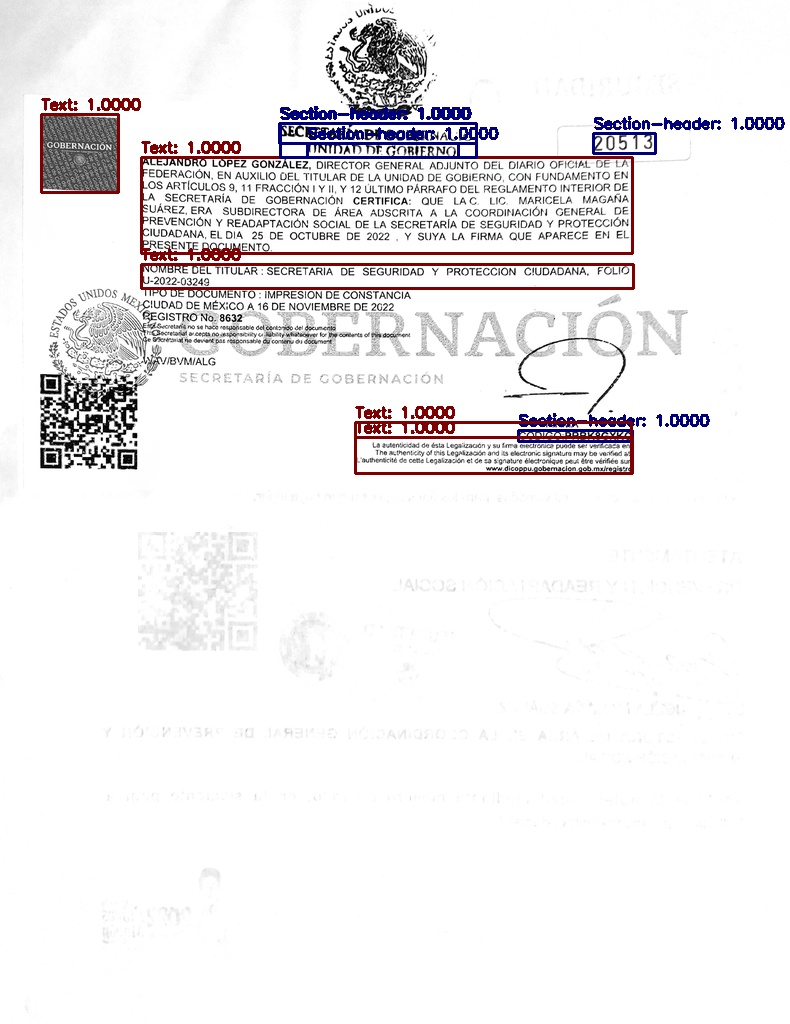 ESTADOS UNIDOS
Text: 1.0000
Section-header: 1.0000
Section-header: 1.0000
Section-header: 1.0000
GOBERNACIÓN
UNIDAD DE GOBIERNO
20513
Text: 1.0000
ALEJANDRO LÓPEZ GONZÁLEZ, DIRECTOR GENERAL ADJUNTO DEL DIARIO OFICIAL DE LA
FEDERACIÓN, EN AUXILIO DEL TITULAR DE LA UNIDAD DE GOBIERNO, CON FUNDAMENTO EN
LOS ARTÍCULOS 9, 11 FRACCIÓN I Y II, Y 12 ÚLTIMO PÁRRAFO DEL REGLAMENTO INTERIOR DE
LA SECRETARÍA DE GOBERNACIÓN CERTIFICA: QUE LA C. LIC. MARICELA MAGAÑA
SUÁREZ, ERA SUBDIRECTORA DE ÁREA ADSCRITA A LA COORDINACIÓN GENERAL DE
PREVENCIÓN Y READAPTACIÓN SOCIAL DE LA SECRETARÍA DE SEGURIDAD Y PROTECCIÓN
CIUDADANA, EL DIA 25 DE OCTUBRE DE 2022 , Y SUYA LA FIRMA QUE APARECE EN EL
PRESENTE DOCUMENTO.
Text: 1.0000
NOMBRE DEL TITULAR : SECRETARIA DE SEGURIDAD Y PROTECCION CIUDADANA, FOLIO
U-2022-03249
TIPO DE DOCUMENTO : IMPRESION DE CONSTANCIA
CIUDAD DE MÉXICO A 16 DE NOVIEMBRE DE 2022
REGISTRO No. 8632
Esta Secretaría no se hace responsable del contenido del documento
This Secretariat accepts no responsibility or liability whatsoever for the contents of this document
Ce Secrétariat ne devient pas responsable du contenu du document
ESTADOS UNIDOS
GOBERNACIÓN
/BVM/ALG
SECRETARÍA DE GOBERNACIÓN
Text: 1.0000
Section-header: 1.0000
Text: 1.0000
La autenticidad de ésta Legalización y su firma electrónica puede ser verificada en
The authenticity of this Legalización and its electronic signature may be verified at
L'authenticité de cette Legalización et de sa signature électronique peut être vérifiée sur
www.dicoppu.gobernacion.gob.mx/registro